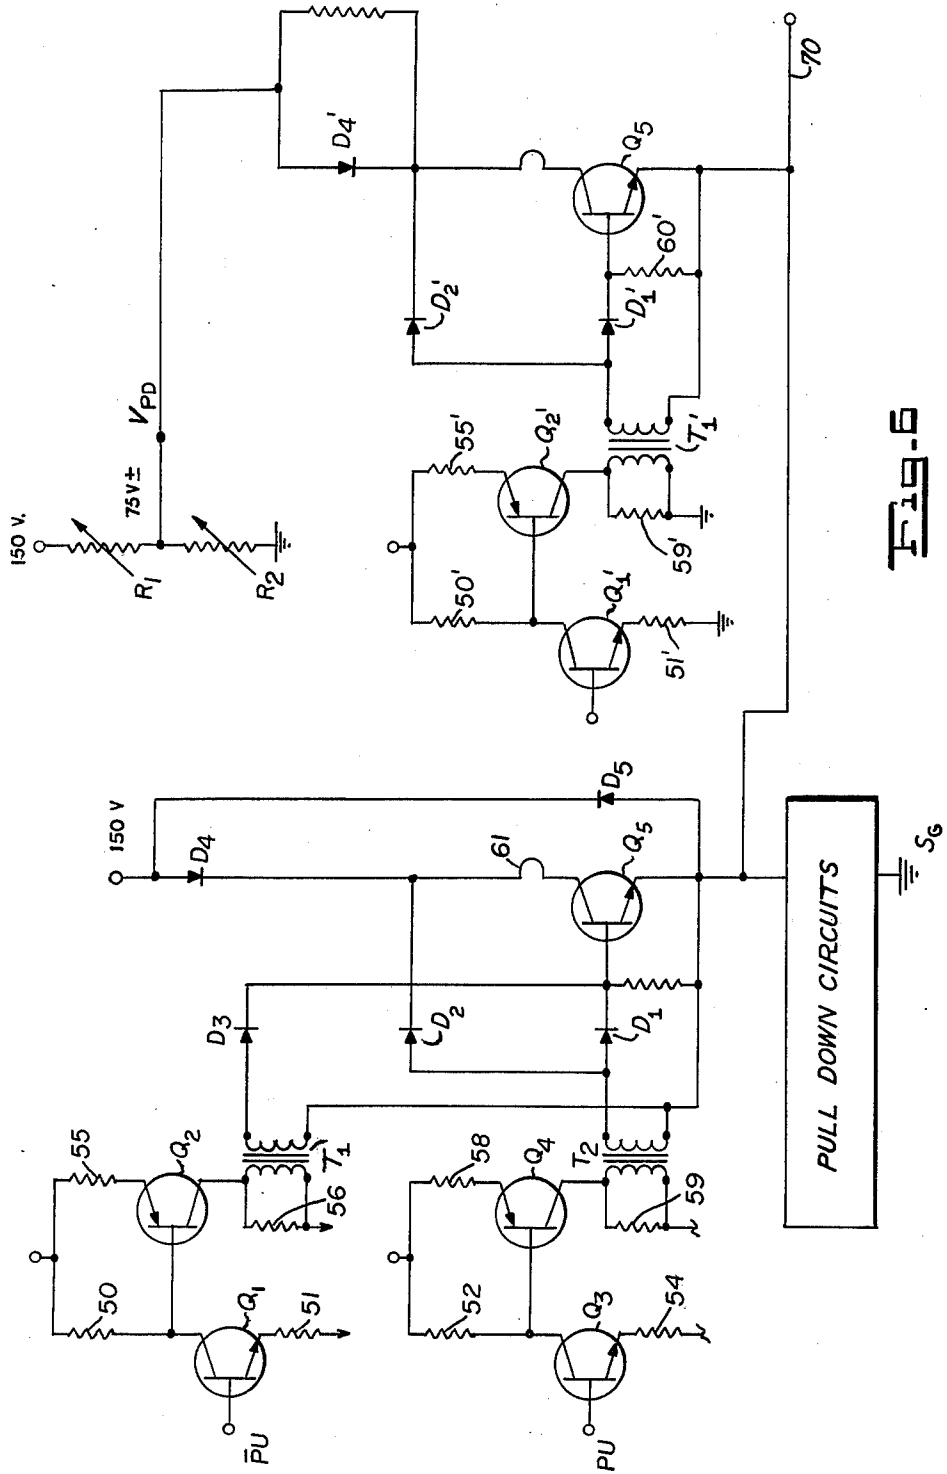 150 V.
R1
R2
75V±
VPD
D4'
50'
55'
Q2'
Q1'
51'
59'
T1'
D2'
D1'
60'
Q5
70
Fig-6
P̅U
50
55
Q2
Q1
51
56
T1
D3
150 V
D4
61
D5
Q5
D2
D1
52
58
Q4
Q3
54
59
T2
PU
PULL DOWN CIRCUITS
SG